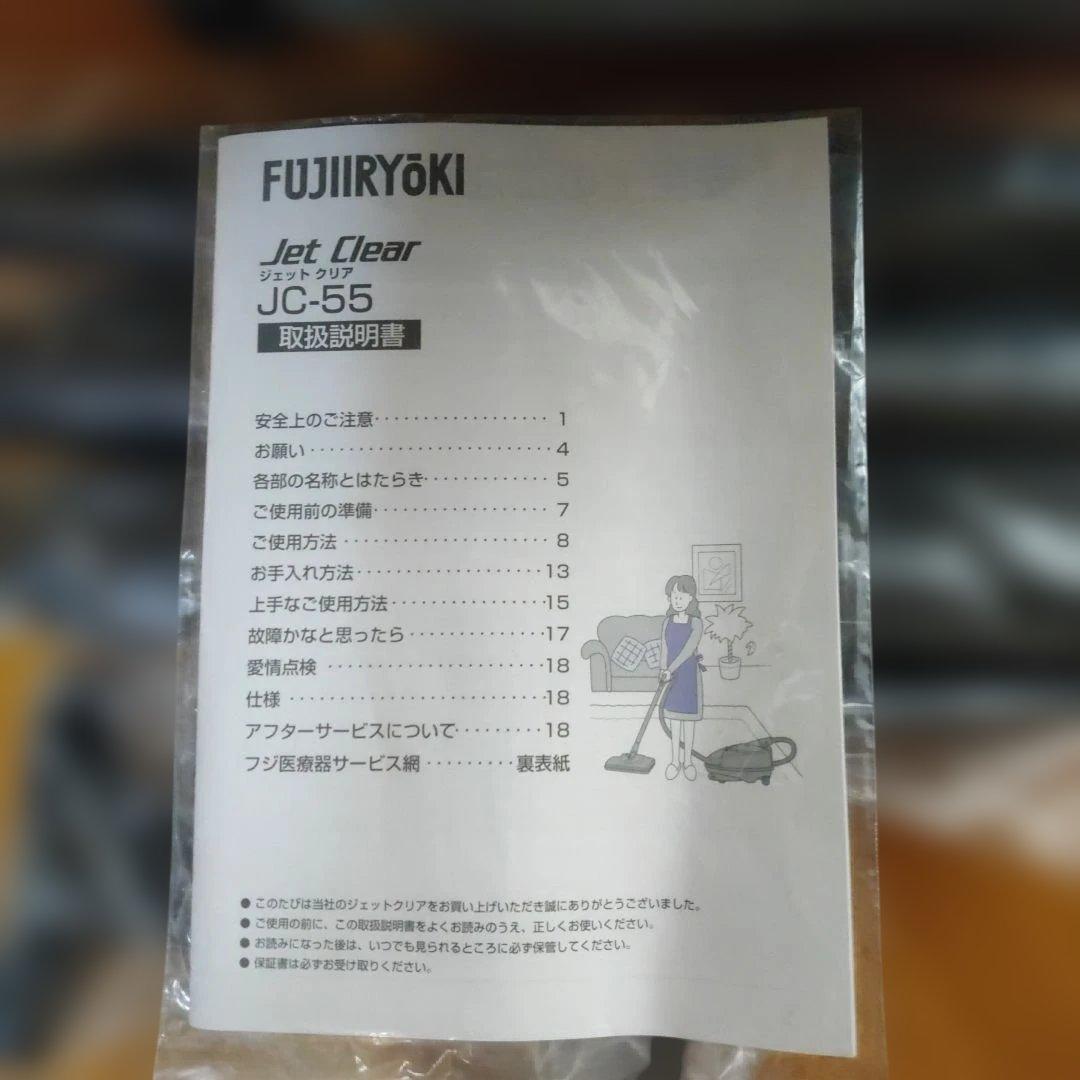 FUJIIRYōKI
Jet Clear
ジェット クリア
JC-55
取扱説明書
安全上のご注意・・・・・・・・・・・・・・・・・・ 1
お願い・・・・・・・・・・・・・・・・・・・・・・ 4
各部の名称とはたらき・・・・・・・・・・・・・ 5
ご使用前の準備・・・・・・・・・・・・・・・・・・ 7
ご使用方法・・・・・・・・・・・・・・・・・・・・・ 8
お手入れ方法・・・・・・・・・・・・・・・・・・・13
上手なご使用方法・・・・・・・・・・・・・・・・15
故障かなと思ったら・・・・・・・・・・・・・・17
愛情点検・・・・・・・・・・・・・・・・・・・・・・18
仕様・・・・・・・・・・・・・・・・・・・・・・・・・・18
アフターサービスについて・・・・・・・・・18
フジ医療器サービス網・・・・・・・・・裏表紙
● このたびは当社のジェットクリアをお買い上げいただき誠にありがとうございました。
● ご使用の前に、この取扱説明書をよくお読みのうえ、正しくお使いください。
● お読みになった後は、いつでも見られるところに必ず保管してください。
● 保証書は必ずお受け取りください。